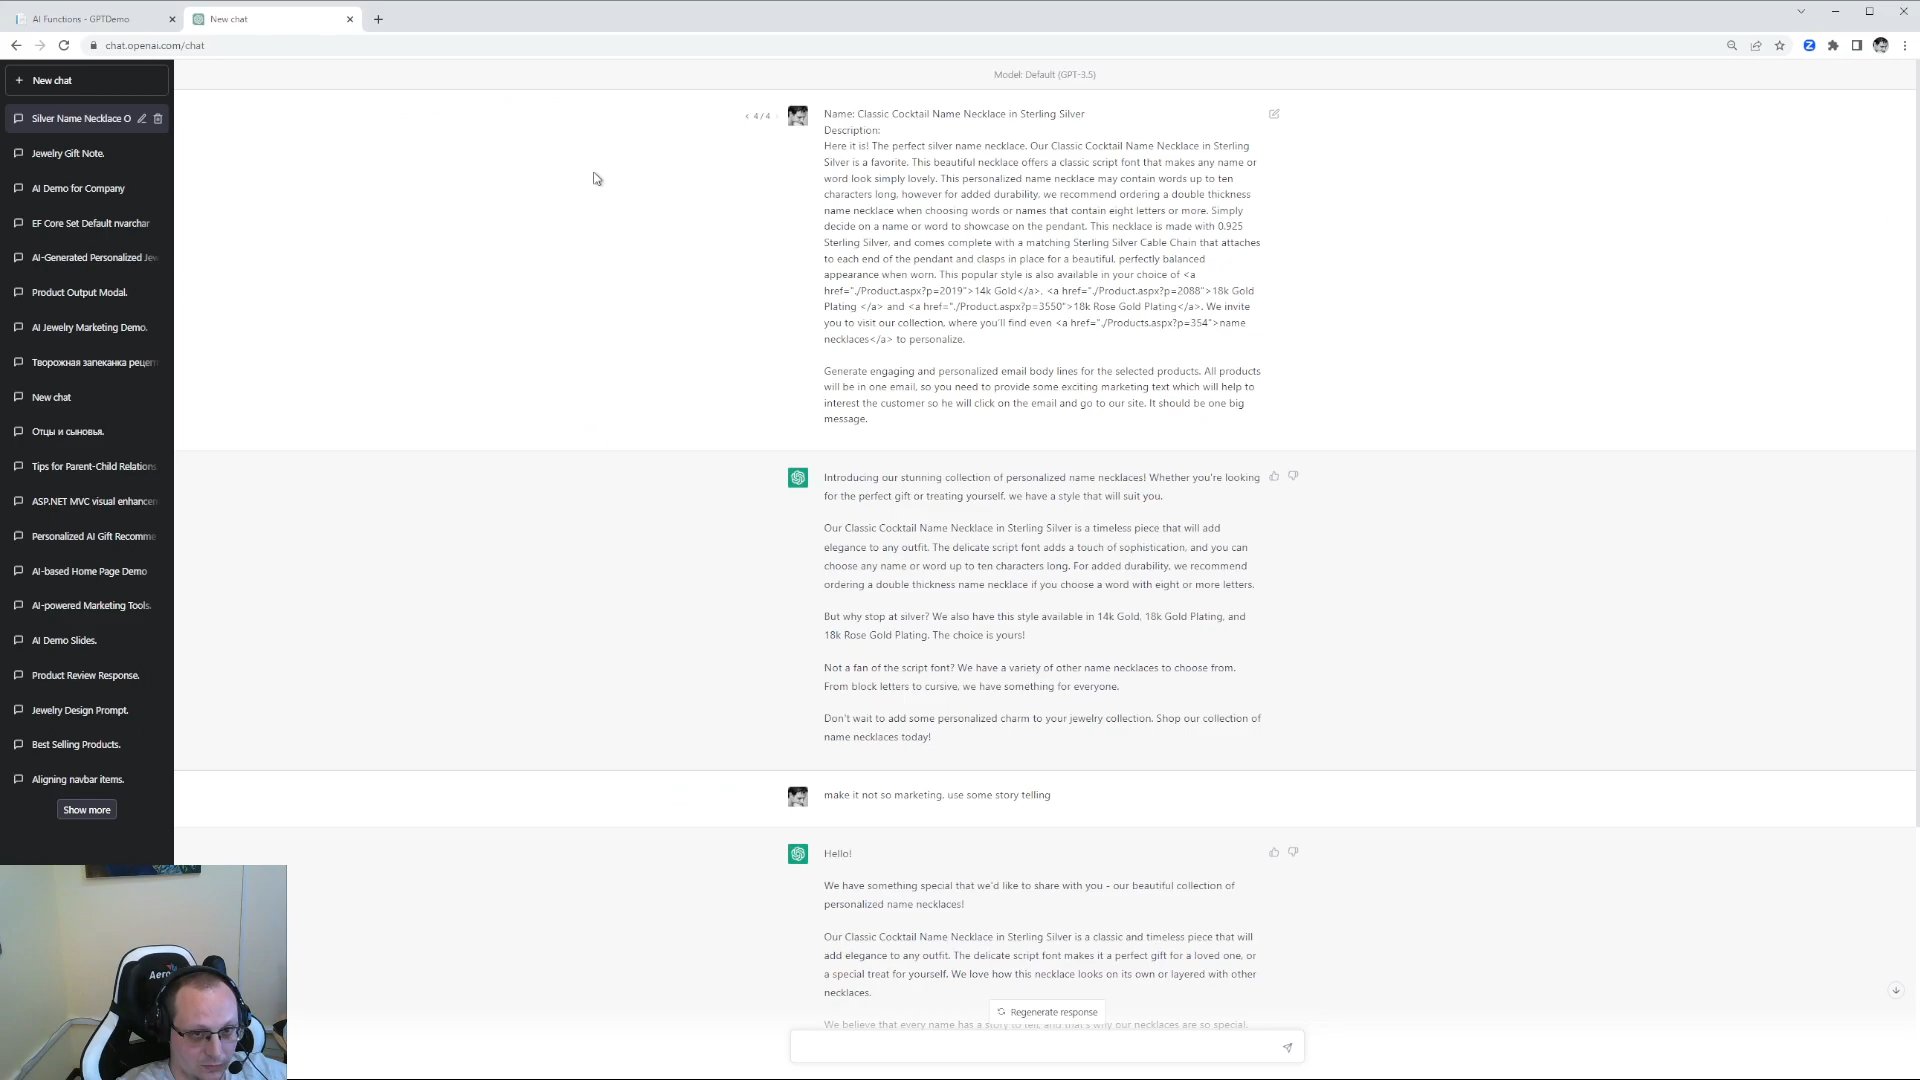 AI Functions - GPTDemo
New chat
chat.openai.com/chat
New chat
Silver Name Necklace O
Jewelry Gift Note.
AI Demo for Company
EF Core Set Default nvarchar
AI-Generated Personalized Jew
Product Output Modal.
AI Jewelry Marketing Demo.
Творожная запеканка рецепт
New chat
Отцы и сыновья.
Tips for Parent-Child Relations
ASP.NET MVC visual enhancen
Personalized AI Gift Recomme
AI-based Home Page Demo
AI-powered Marketing Tools.
AI Demo Slides.
Product Review Response.
Jewelry Design Prompt.
Best Selling Products.
Aligning navbar items.
Show more
Model: Default (GPT-3.5)
< 4 / 4 >
Name: Classic Cocktail Name Necklace in Sterling Silver
Description:
Here it is! The perfect silver name necklace. Our Classic Cocktail Name Necklace in Sterling
Silver is a favorite. This beautiful necklace offers a classic script font that makes any name or
word look simply lovely. This personalized name necklace may contain words up to ten
characters long, however for added durability, we recommend ordering a double thickness
name necklace when choosing words or names that contain eight letters or more. Simply
decide on a name or word to showcase on the pendant. This necklace is made with 0.925
Sterling Silver, and comes complete with a matching Sterling Silver Cable Chain that attaches
to each end of the pendant and clasps in place for a beautiful, perfectly balanced
appearance when worn. This popular style is also available in your choice of <a
href="./Product.aspx?p=2019">14k Gold</a>, <a href="./Product.aspx?p=2088">18k Gold
Plating </a> and <a href="./Product.aspx?p=3550">18k Rose Gold Plating</a>. We invite
you to visit our collection, where you'll find even <a href="./Products.aspx?p=354">name
necklaces</a> to personalize.
Generate engaging and personalized email body lines for the selected products. All products
will be in one email, so you need to provide some exciting marketing text which will help to
interest the customer so he will click on the email and go to our site. It should be one big
message.
Introducing our stunning collection of personalized name necklaces! Whether you're looking
for the perfect gift or treating yourself, we have a style that will suit you.
Our Classic Cocktail Name Necklace in Sterling Silver is a timeless piece that will add
elegance to any outfit. The delicate script font adds a touch of sophistication, and you can
choose any name or word up to ten characters long. For added durability, we recommend
ordering a double thickness name necklace if you choose a word with eight or more letters.
But why stop at silver? We also have this style available in 14k Gold, 18k Gold Plating, and
18k Rose Gold Plating. The choice is yours!
Not a fan of the script font? We have a variety of other name necklaces to choose from.
From block letters to cursive, we have something for everyone.
Don't wait to add some personalized charm to your jewelry collection. Shop our collection of
name necklaces today!
make it not so marketing. use some story telling
Hello!
We have something special that we'd like to share with you - our beautiful collection of
personalized name necklaces!
Our Classic Cocktail Name Necklace in Sterling Silver is a classic and timeless piece that will
add elegance to any outfit. The delicate script font makes it a perfect gift for a loved one, or
a special treat for yourself. We love how this necklace looks on its own or layered with other
necklaces.
Regenerate response
We believe that every name has a story to tell, and that's why our necklaces are so special.
Aero